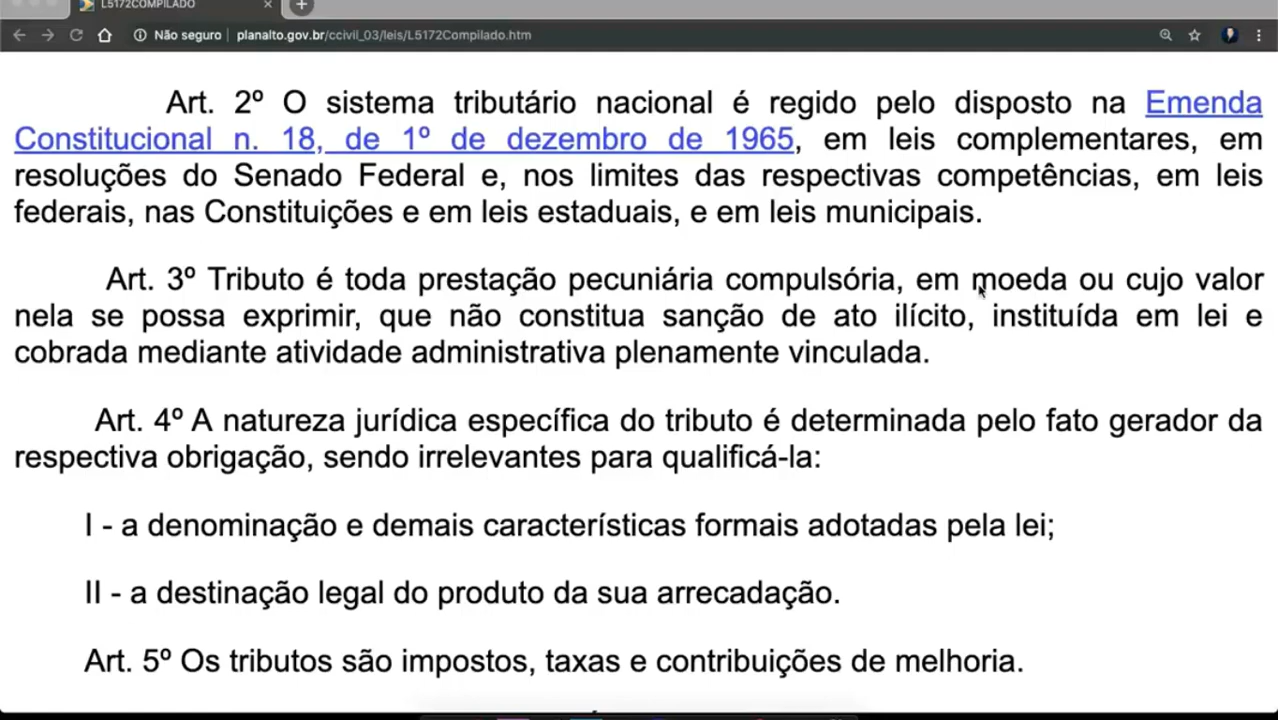 L5172COMPILADO
Não seguro
planalto.gov.br/ccivil_03/leis/L5172Compilado.htm
Art. 2º O sistema tributário nacional é regido pelo disposto na Emenda
Constitucional n. 18, de 1º de dezembro de 1965, em leis complementares, em
resoluções do Senado Federal e, nos limites das respectivas competências, em leis
federais, nas Constituições e em leis estaduais, e em leis municipais.
Art. 3º Tributo é toda prestação pecuniária compulsória, em moeda ou cujo valor
nela se possa exprimir, que não constitua sanção de ato ilícito, instituída em lei e
cobrada mediante atividade administrativa plenamente vinculada.
Art. 4º A natureza jurídica específica do tributo é determinada pelo fato gerador da
respectiva obrigação, sendo irrelevantes para qualificá-la:
I - a denominação e demais características formais adotadas pela lei;
II - a destinação legal do produto da sua arrecadação.
Art. 5º Os tributos são impostos, taxas e contribuições de melhoria.